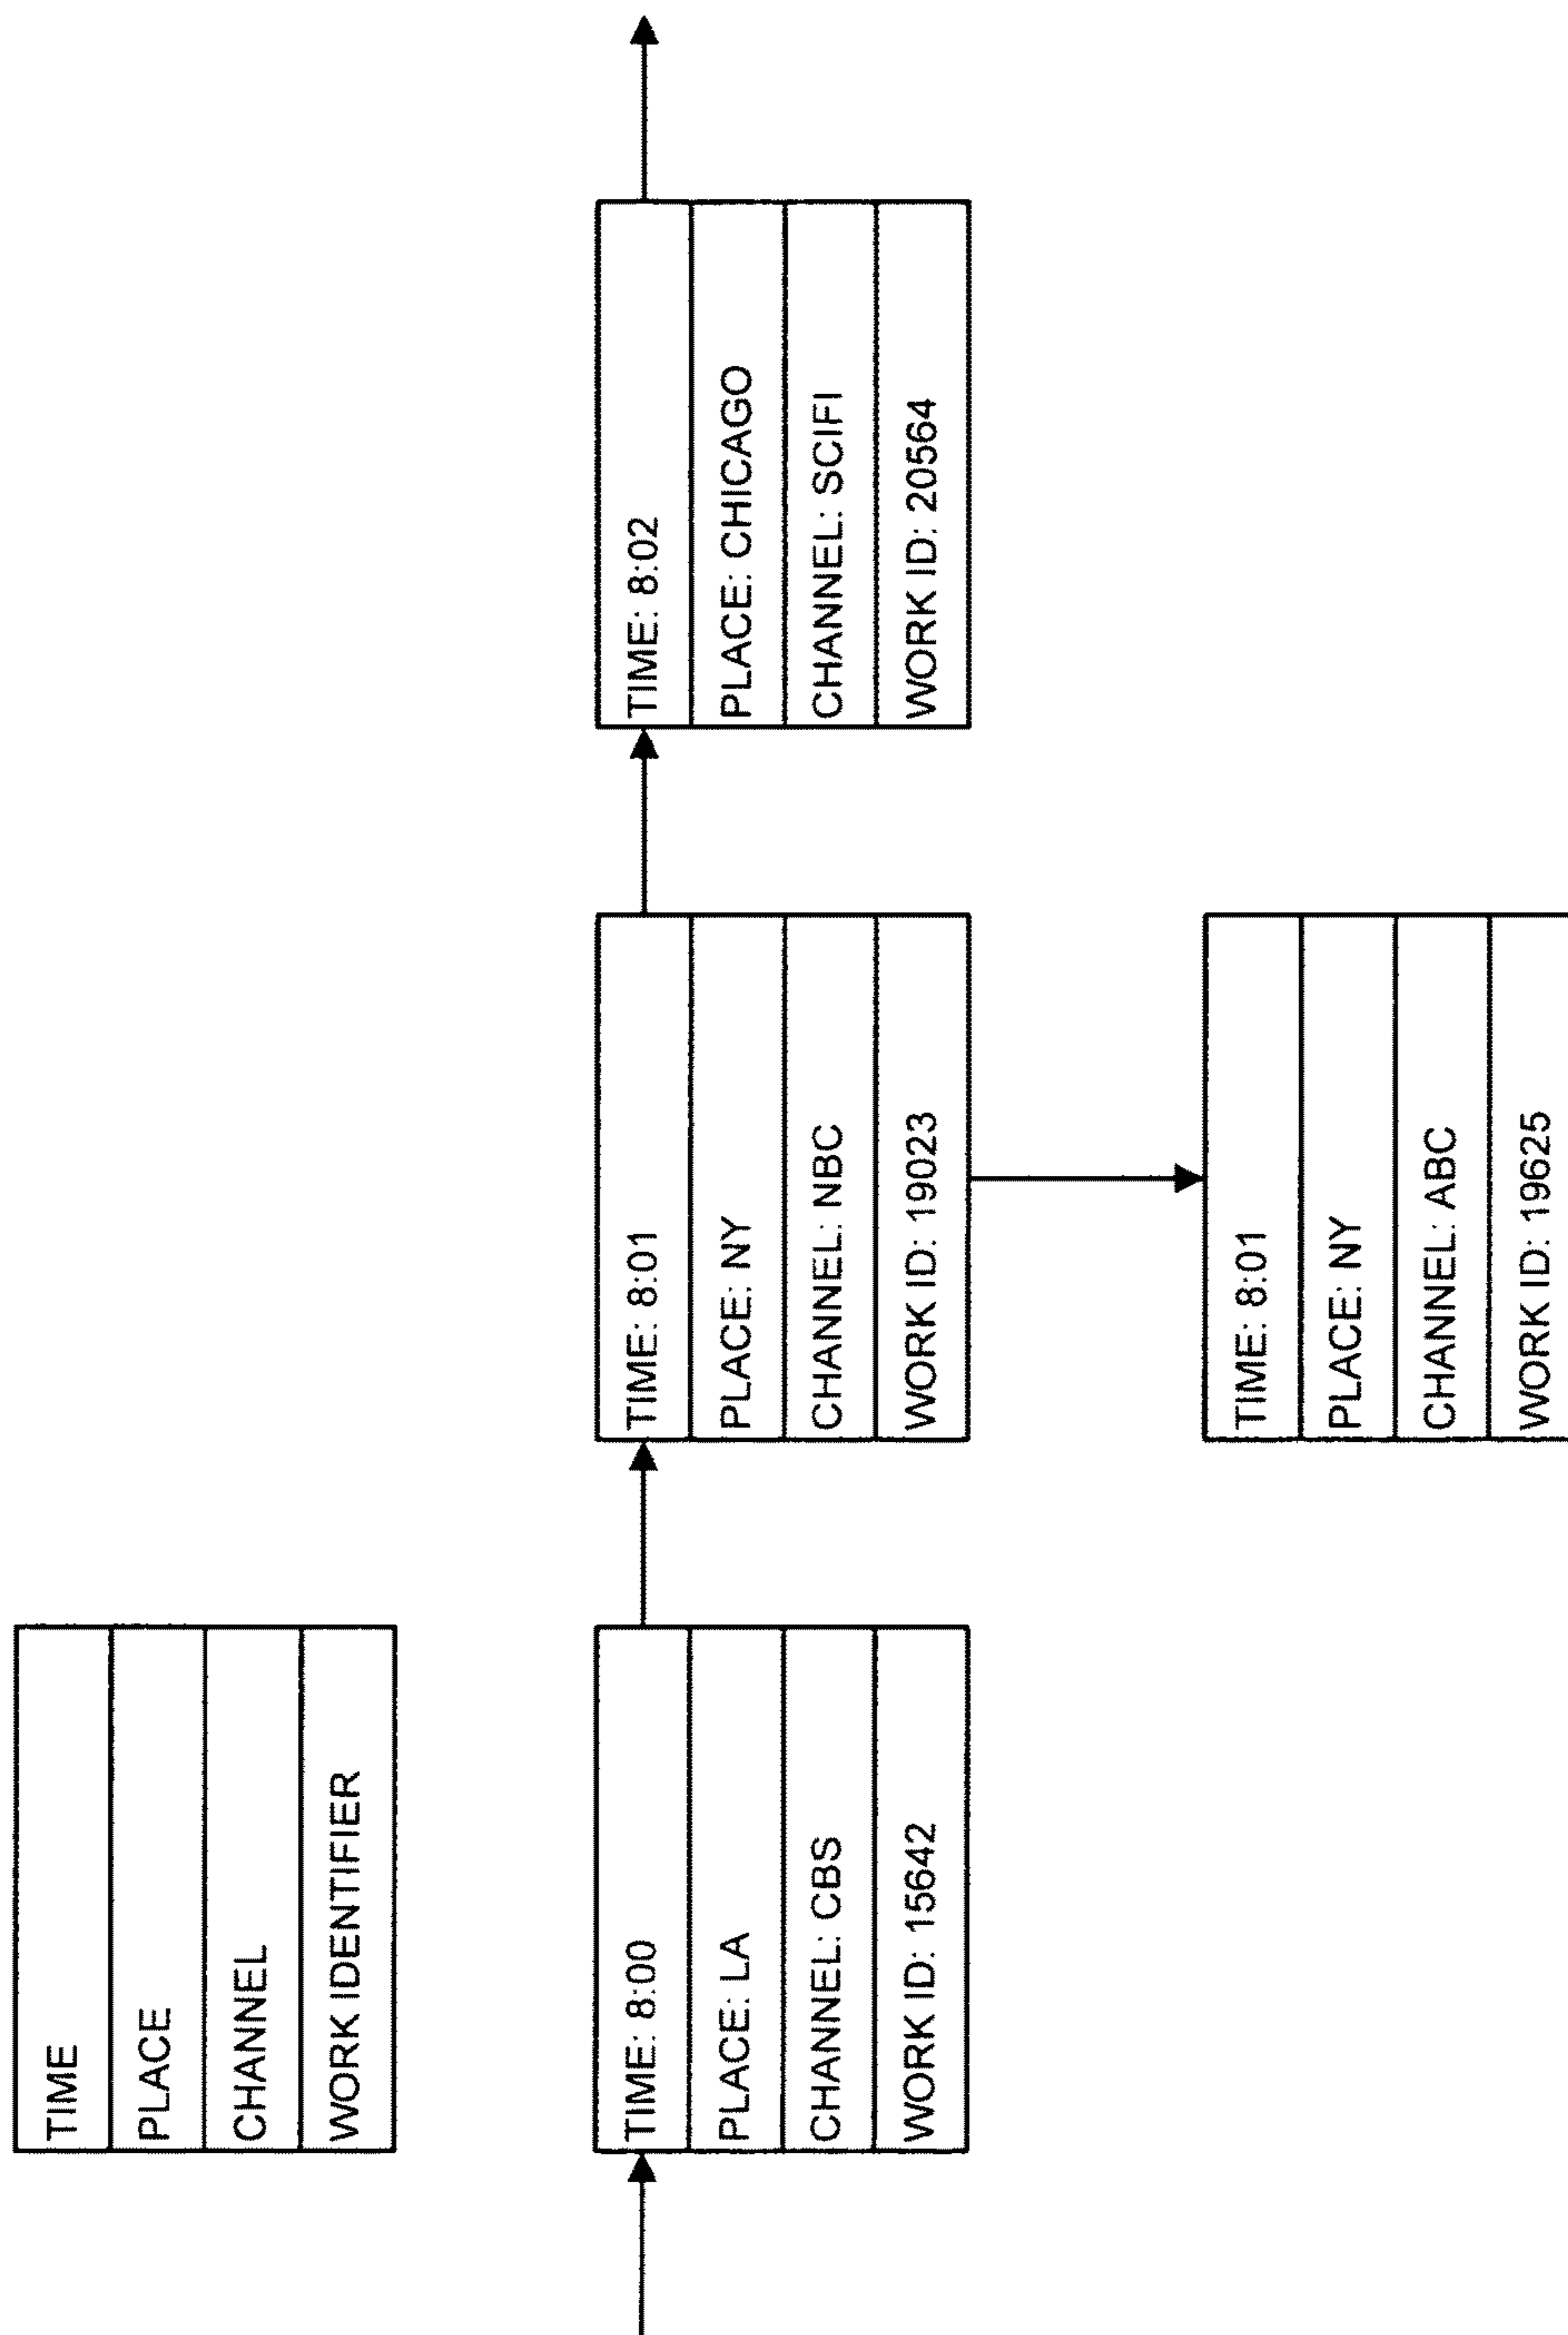 TIME
PLACE
CHANNEL
WORK IDENTIFIER
TIME: 8:00
PLACE: LA
CHANNEL: CBS
WORK ID: 15642
TIME: 8:01
PLACE: NY
CHANNEL: NBC
WORK ID: 19023
TIME: 8:02
PLACE: CHICAGO
CHANNEL: SCIFI
WORK ID: 20564
TIME: 8:01
PLACE: NY
CHANNEL: ABC
WORK ID: 19625